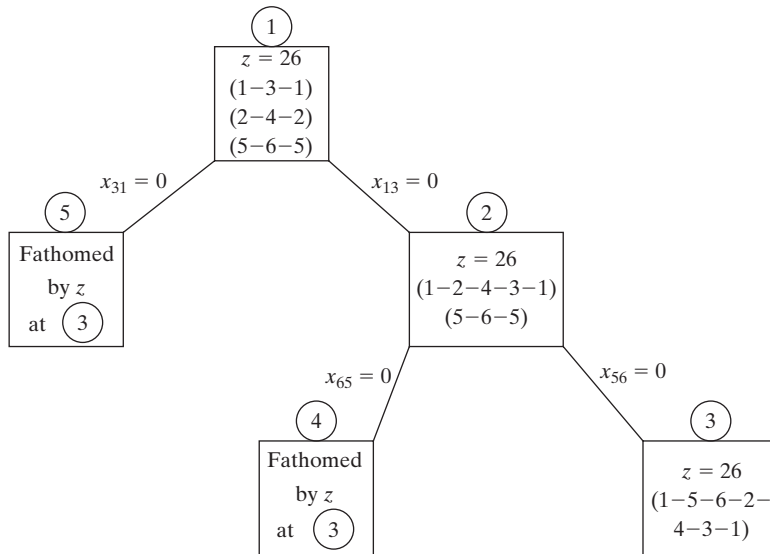 1
z = 26
(1−3−1)
(2−4−2)
(5−6−5)
x₃₁ = 0
x₁₃ = 0
5
Fathomed
by z
at 3
2
z = 26
(1−2−4−3−1)
(5−6−5)
x₆₅ = 0
x₅₆ = 0
4
Fathomed
by z
at 3
3
z = 26
(1−5−6−2−
4−3−1)